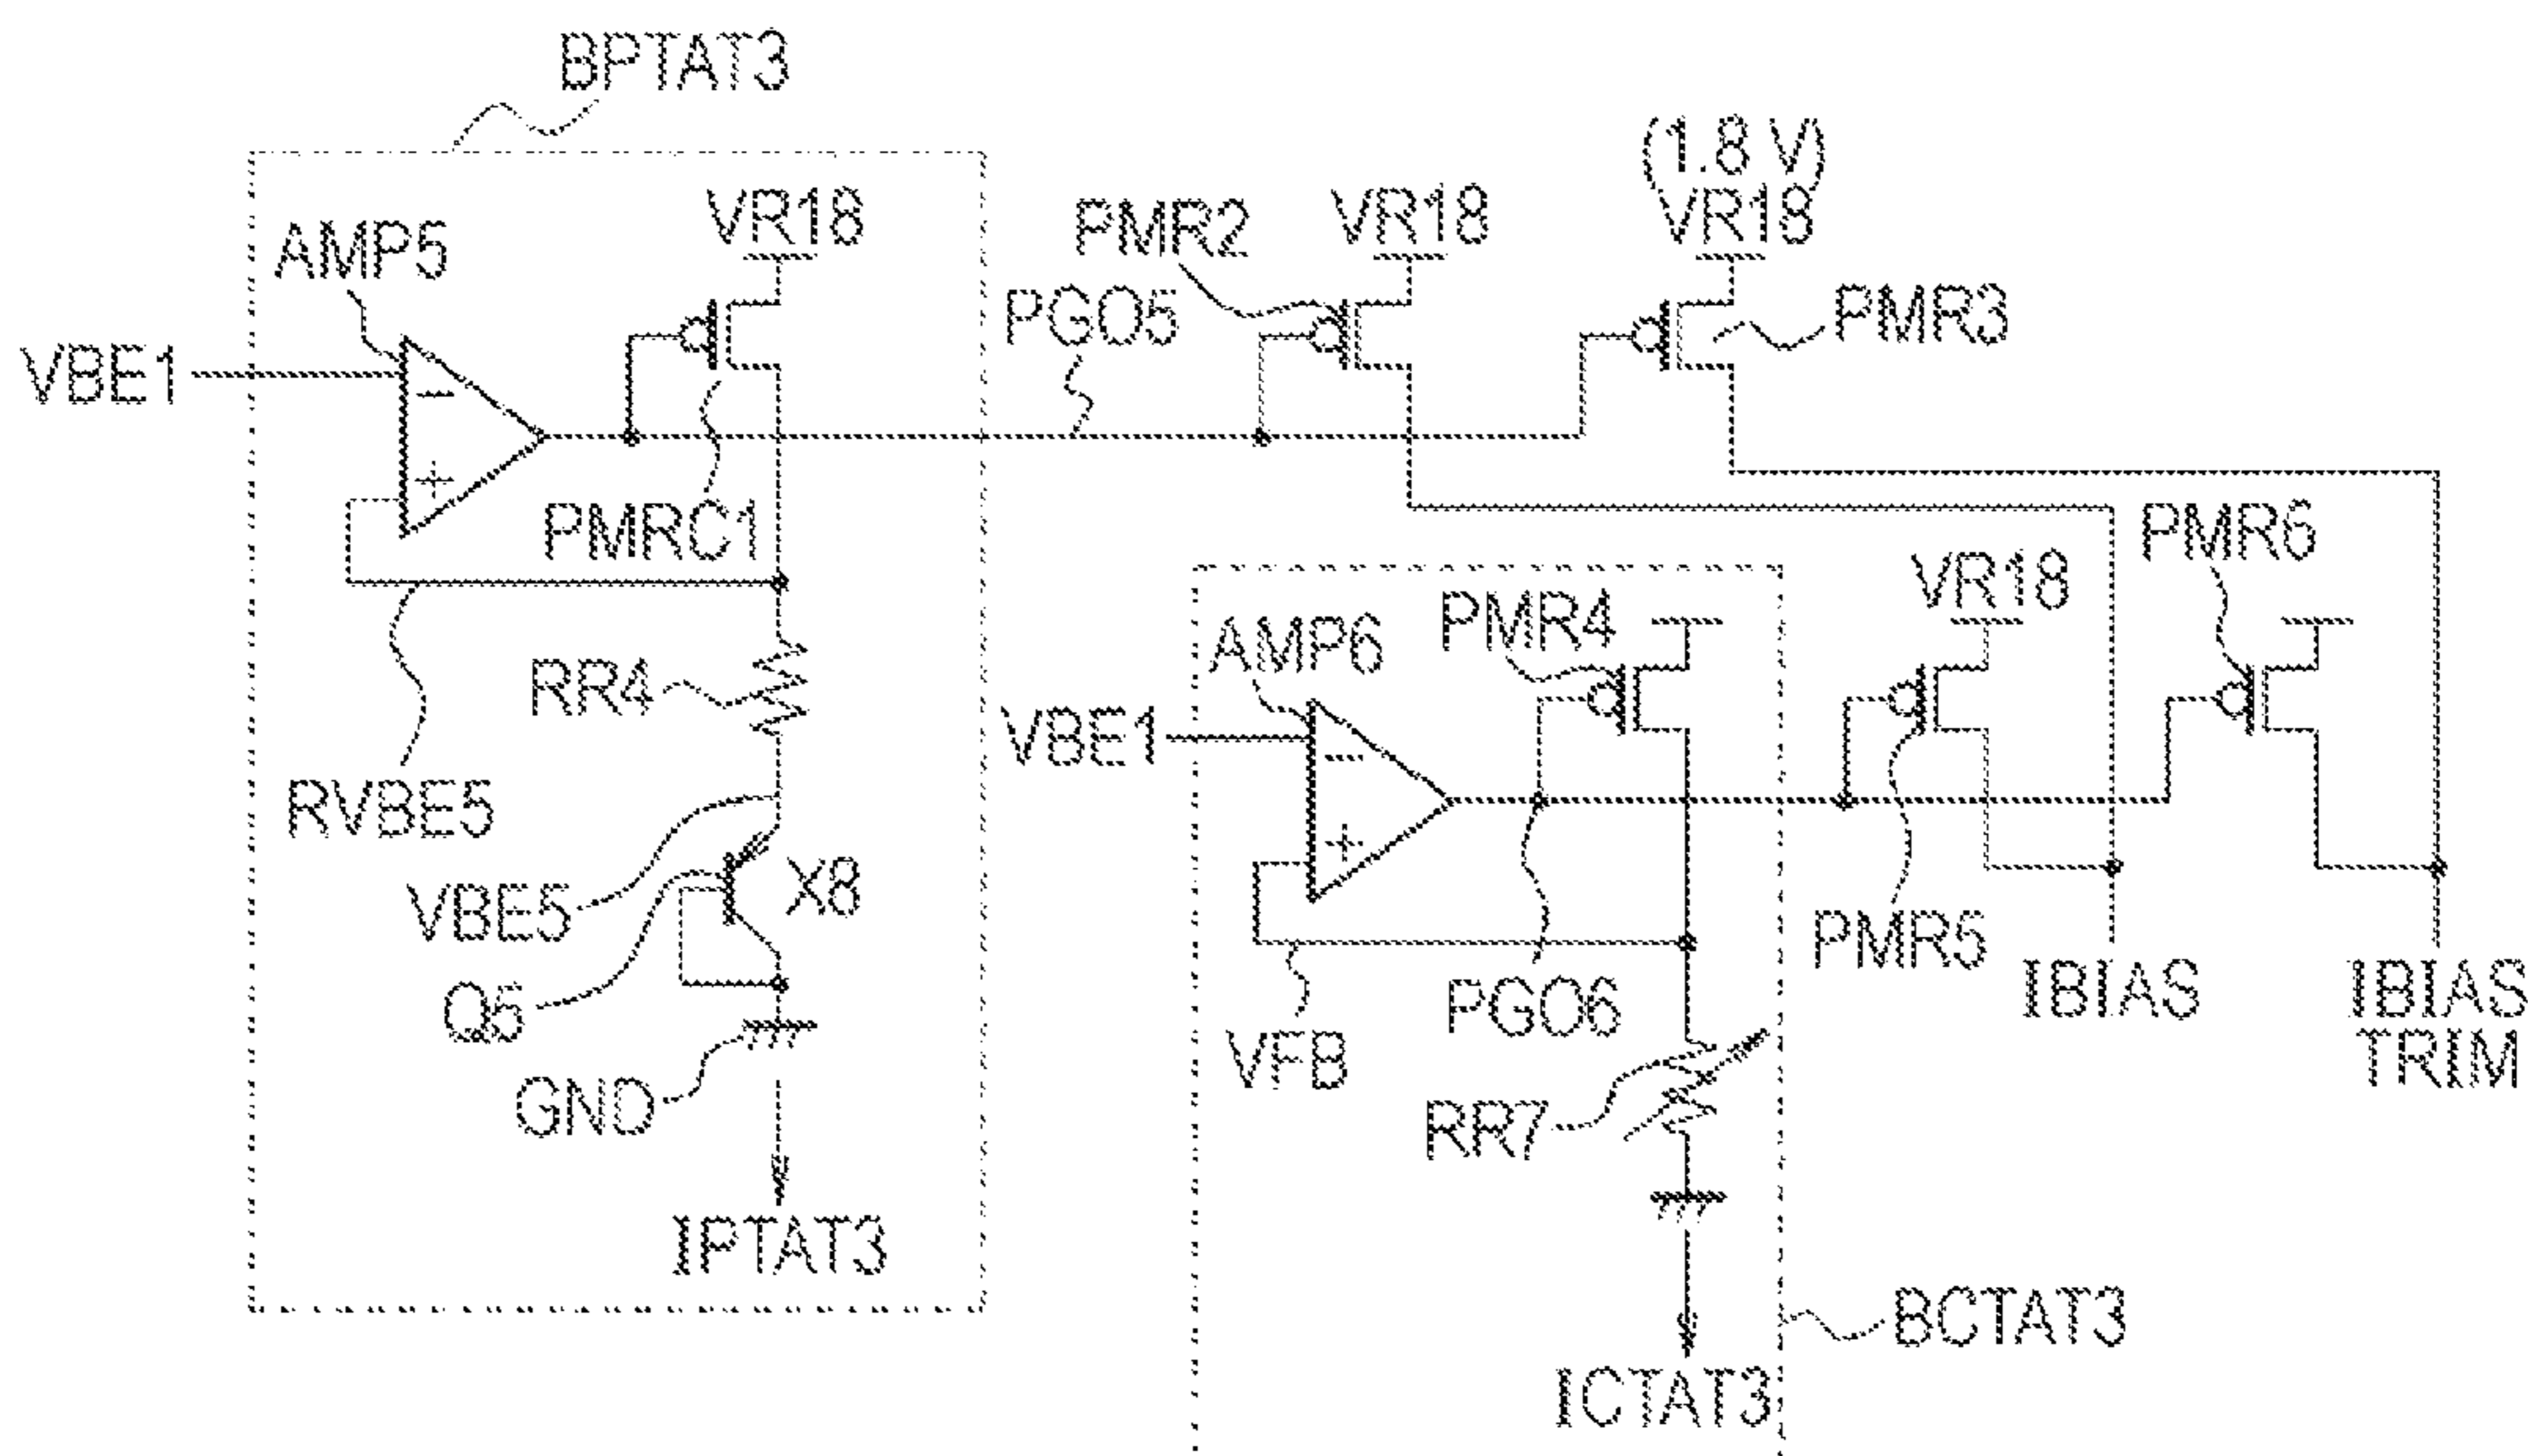 BPTAT3
(1.8 V)
AMP5
VR18
PMR2
VR18
VR18
PGO5
PMR3
VBE1
−
+
PMRC1
PMR6
VR18
PMR4
AMP6
RR4
VBE1
−
+
RVBE5
X8
VBE5
PMR5
Q5
PGO6
IBIAS
IBIAS
TRIM
VFB
GND
RR7
IPTAT3
BCTAT3
ICTAT3